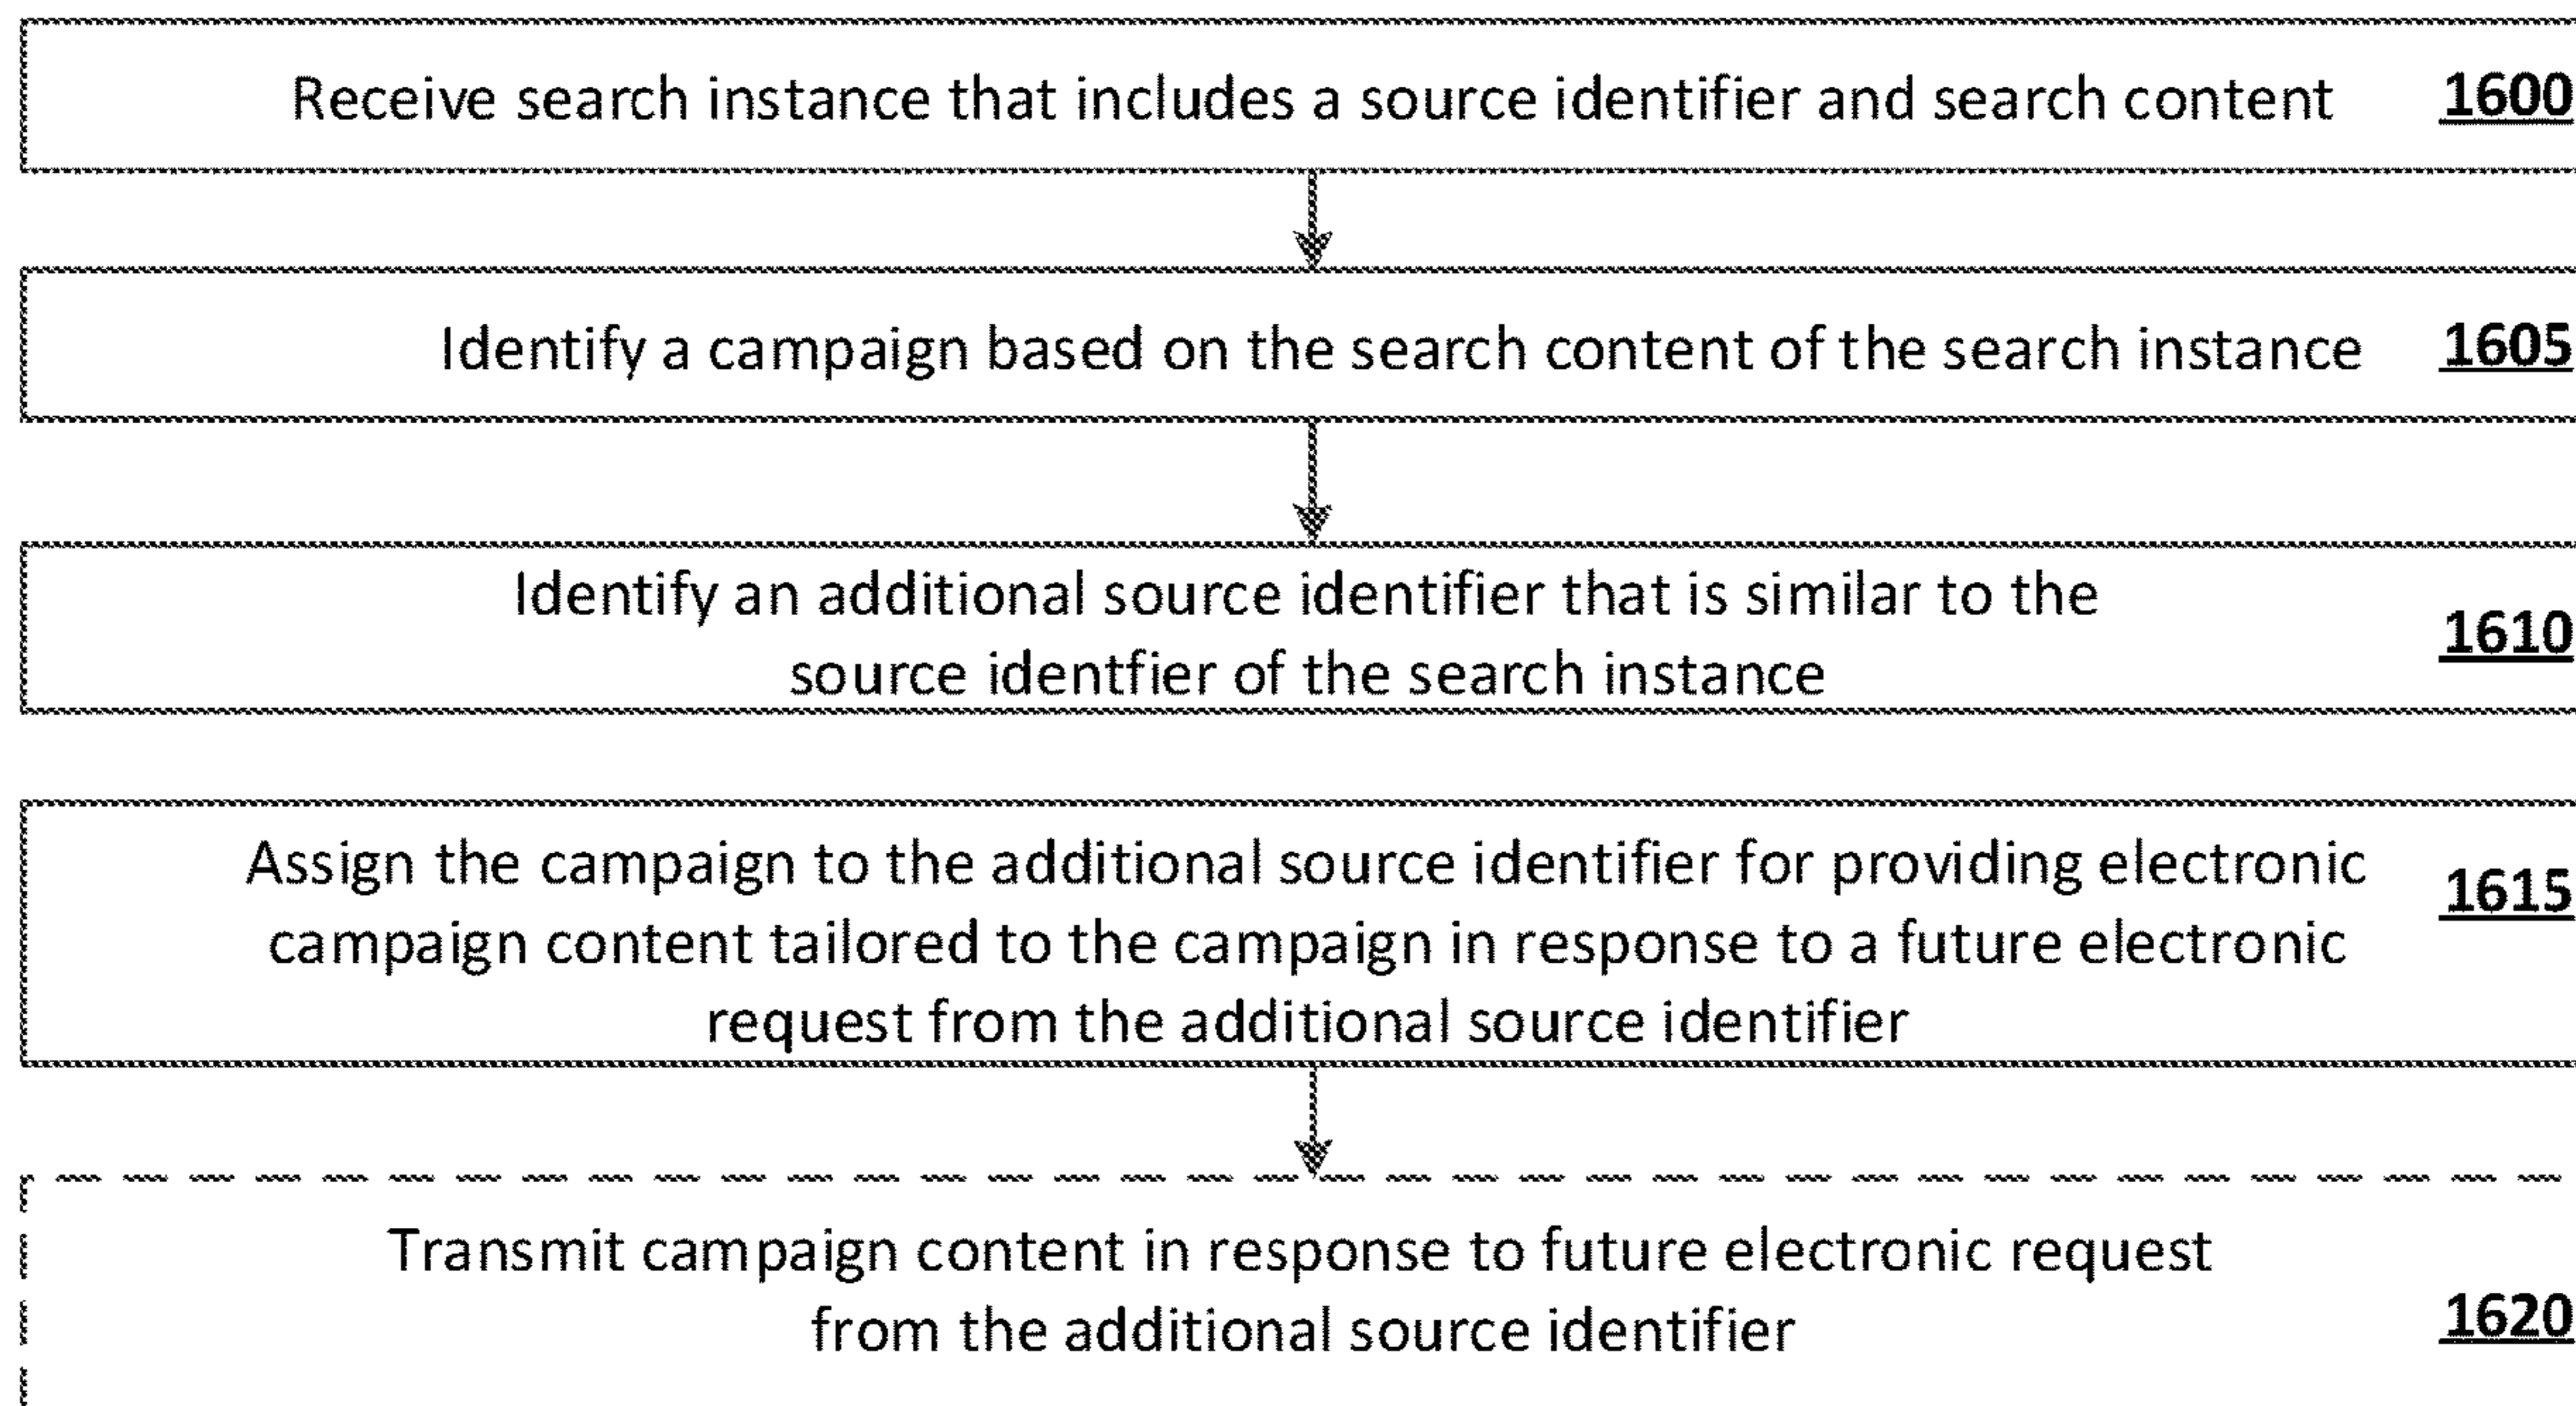 Receive search instance that includes a source identifier and search content 1600
Identify a campaign based on the search content of the search instance 1605
Identify an additional source identifier that is similar to the
source identfier of the search instance 1610
Assign the campaign to the additional source identifier for providing electronic 1615
campaign content tailored to the campaign in response to a future electronic
request from the additional source identifier
Transmit campaign content in response to future electronic request
from the additional source identifier 1620